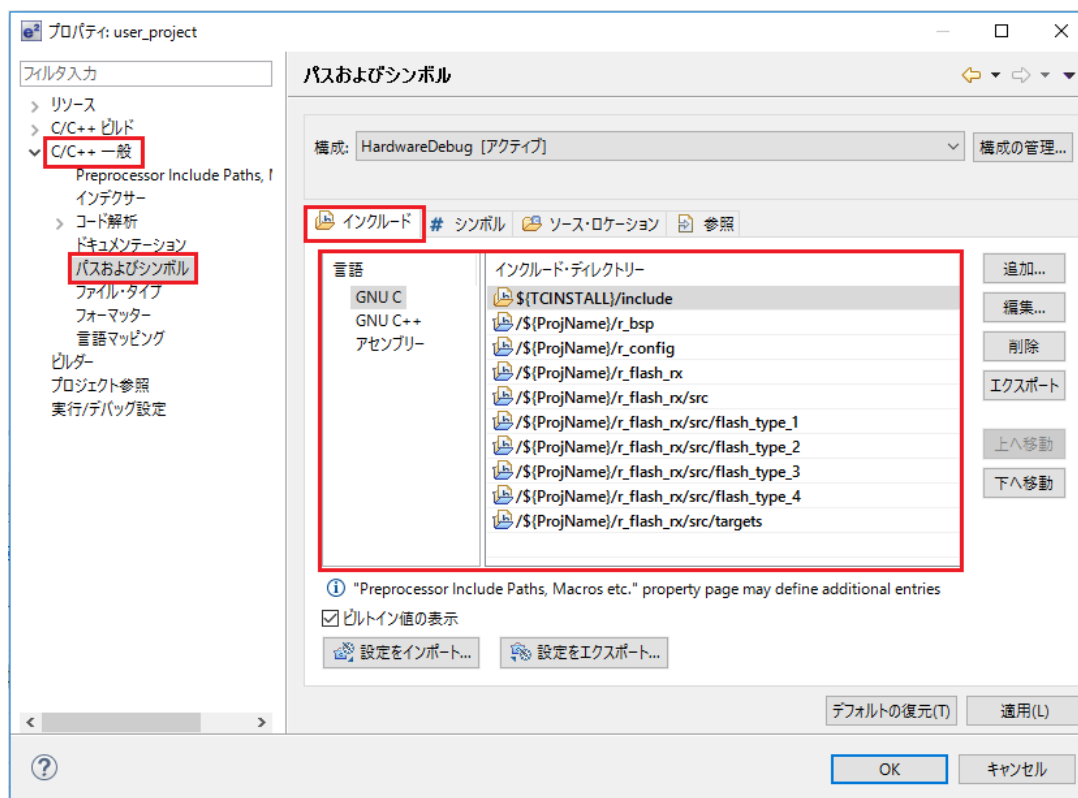 e² プロパティ: user_project
フィルタ入力
パスおよびシンボル
リソース
C/C++ ビルド
C/C++ 一般
Preprocessor Include Paths, M
インデクサー
コード解析
ドキュメンテーション
パスおよびシンボル
ファイル・タイプ
フォーマッター
言語マッピング
ビルダー
プロジェクト参照
実行/デバッグ設定
構成: HardwareDebug [アクティブ] 構成の管理...
インクルード # シンボル ソース・ロケーション 参照
言語
GNU C
GNU C++
アセンブリー
インクルード・ディレクトリー
${TCINSTALL}/include
/${ProjName}/r_bsp
/${ProjName}/r_config
/${ProjName}/r_flash_rx
/${ProjName}/r_flash_rx/src
/${ProjName}/r_flash_rx/src/flash_type_1
/${ProjName}/r_flash_rx/src/flash_type_2
/${ProjName}/r_flash_rx/src/flash_type_3
/${ProjName}/r_flash_rx/src/flash_type_4
/${ProjName}/r_flash_rx/src/targets
追加...
編集...
削除
エクスポート
上へ移動
下へ移動
"Preprocessor Include Paths, Macros etc." property page may define additional entries
ビルトイン値の表示
設定をインポート... 設定をエクスポート...
デフォルトの復元(T) 適用(L)
OK キャンセル